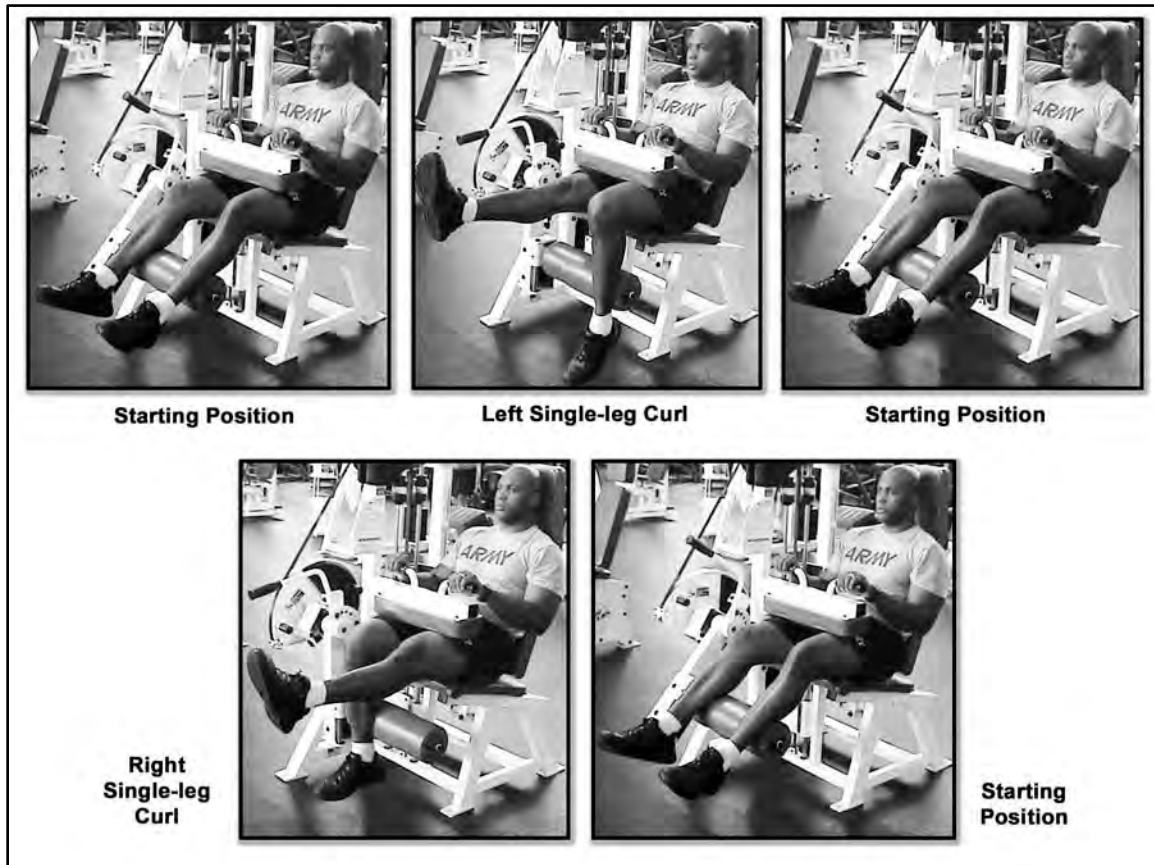 ARMY
ARMY
ARMY
Starting Position
Left Single-leg Curl
Starting Position
ARMY
ARMY
Right
Single-leg
Curl
Starting
Position